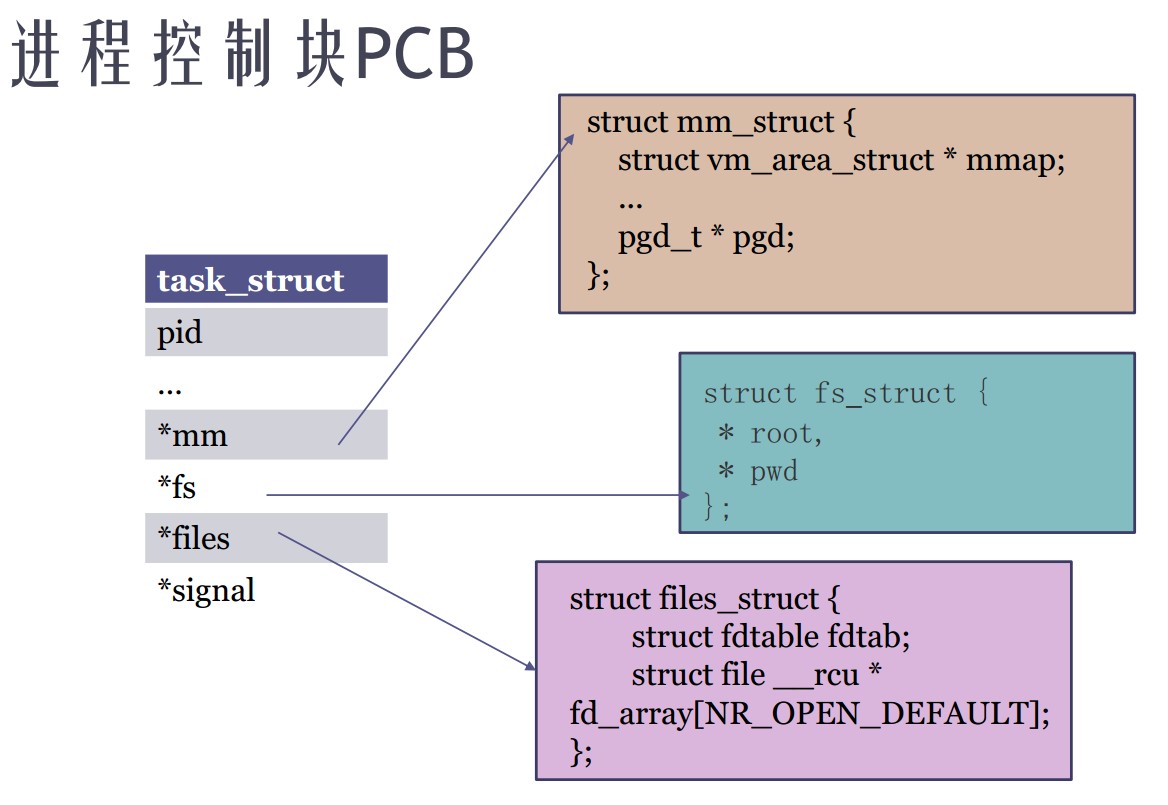 进程控制块PCB
task_struct
pid
...
*mm
*fs
*files
*signal
struct mm_struct {
struct vm_area_struct * mmap;
...
pgd_t * pgd;
};
struct fs_struct {
* root,
* pwd
};
struct files_struct {
struct fdtable fdtab;
struct file __rcu *
fd_array[NR_OPEN_DEFAULT];
};